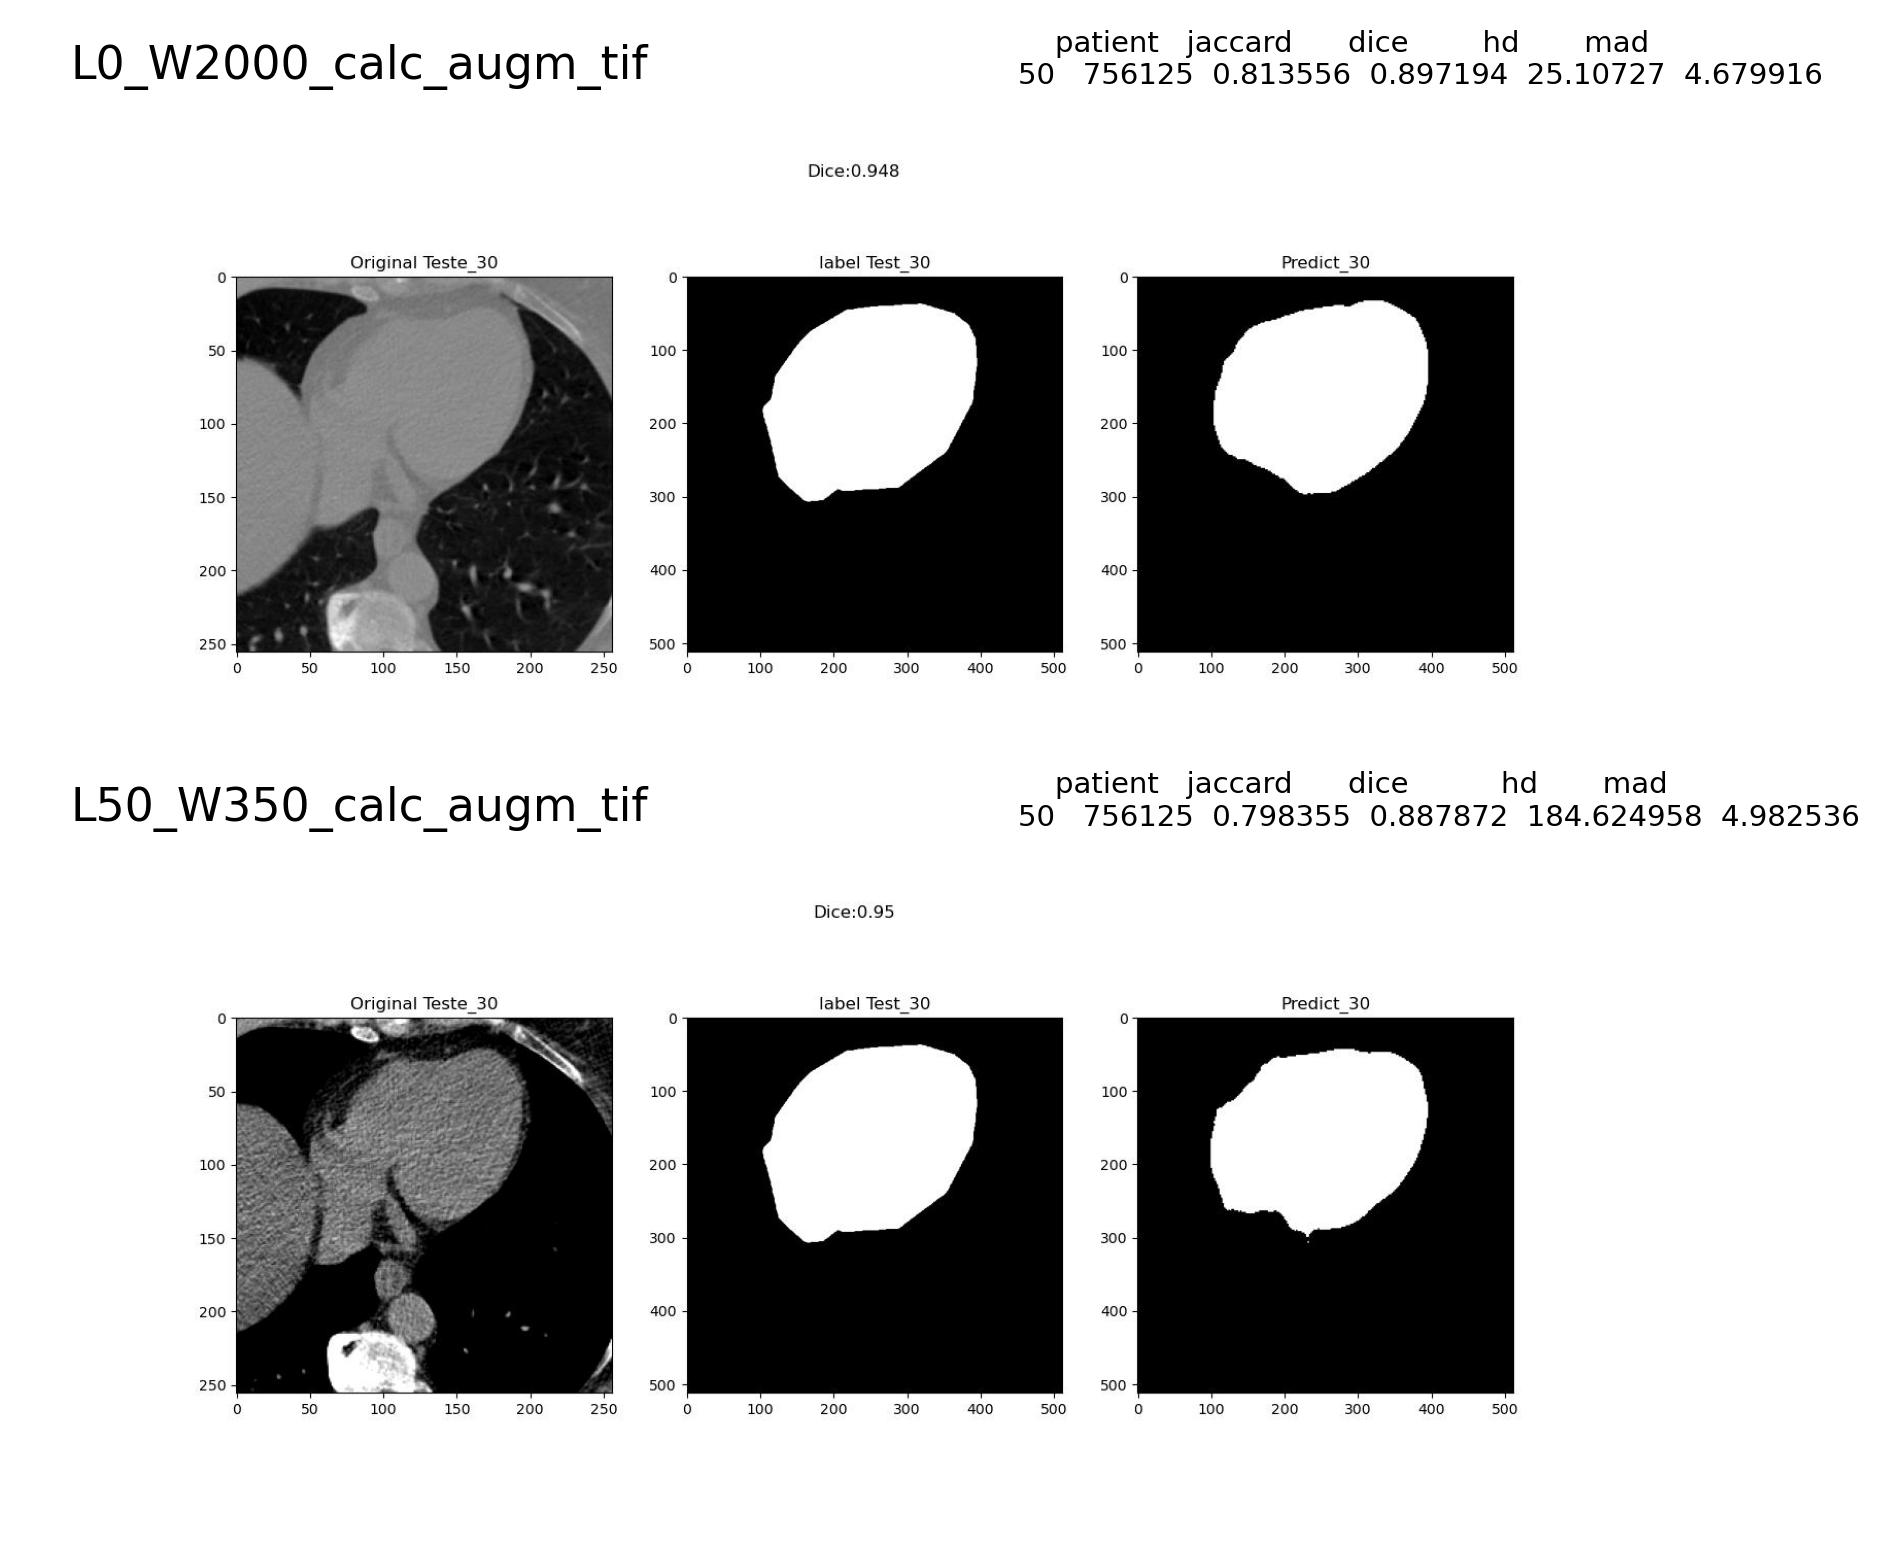 L0_W2000_calc_augm_tif
patient jaccard dice hd mad
50 756125 0.813556 0.897194 25.10727 4.679916
Dice:0.948
Original Teste_30
label Test_30
Predict_30
0
50
100
150
200
250
0 50 100 150 200 250
0
100
200
300
400
500
0 100 200 300 400 500
0
100
200
300
400
500
0 100 200 300 400 500
L50_W350_calc_augm_tif
patient jaccard dice hd mad
50 756125 0.798355 0.887872 184.624958 4.982536
Dice:0.95
Original Teste_30
label Test_30
Predict_30
0
50
100
150
200
250
0 50 100 150 200 250
0
100
200
300
400
500
0 100 200 300 400 500
0
100
200
300
400
500
0 100 200 300 400 500